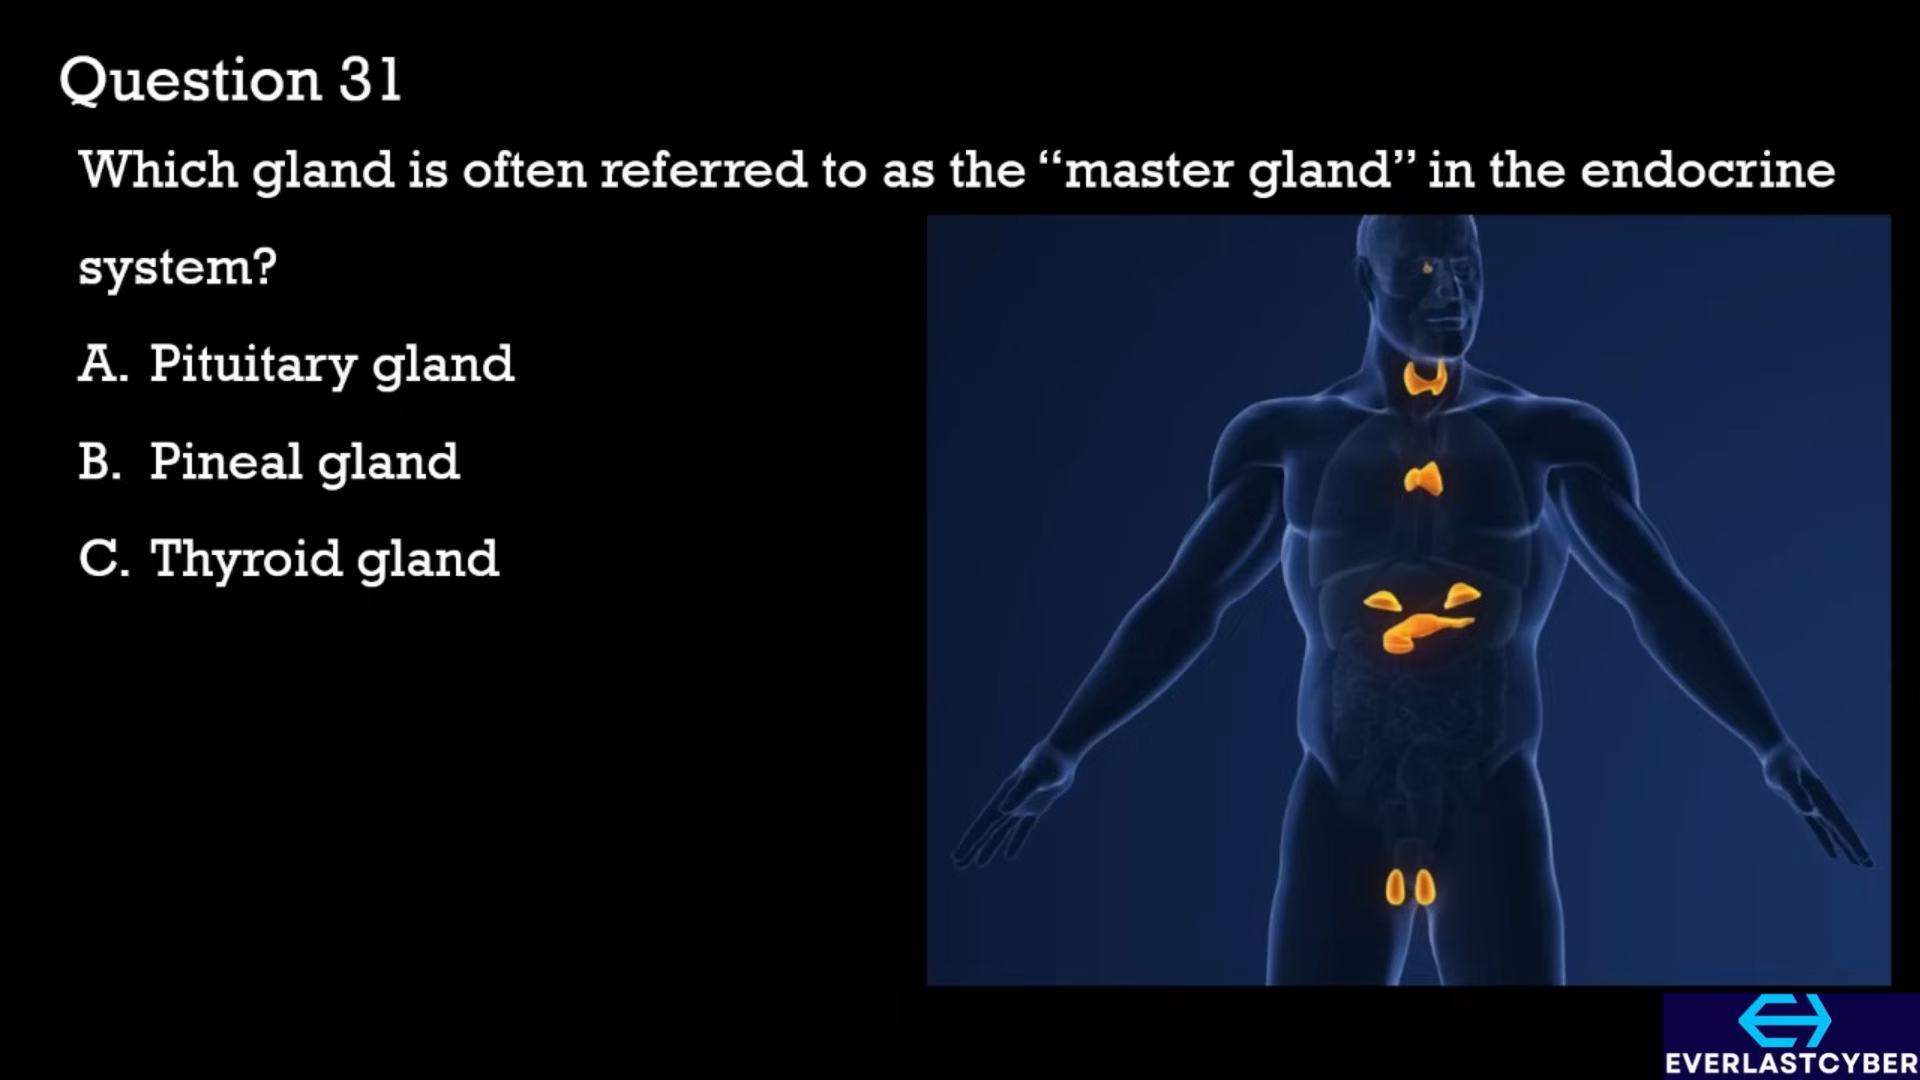 Question 31
Which gland is often referred to as the “master gland” in the endocrine
system?
A. Pituitary gland
B. Pineal gland
C. Thyroid gland
EVERLASTCYBER